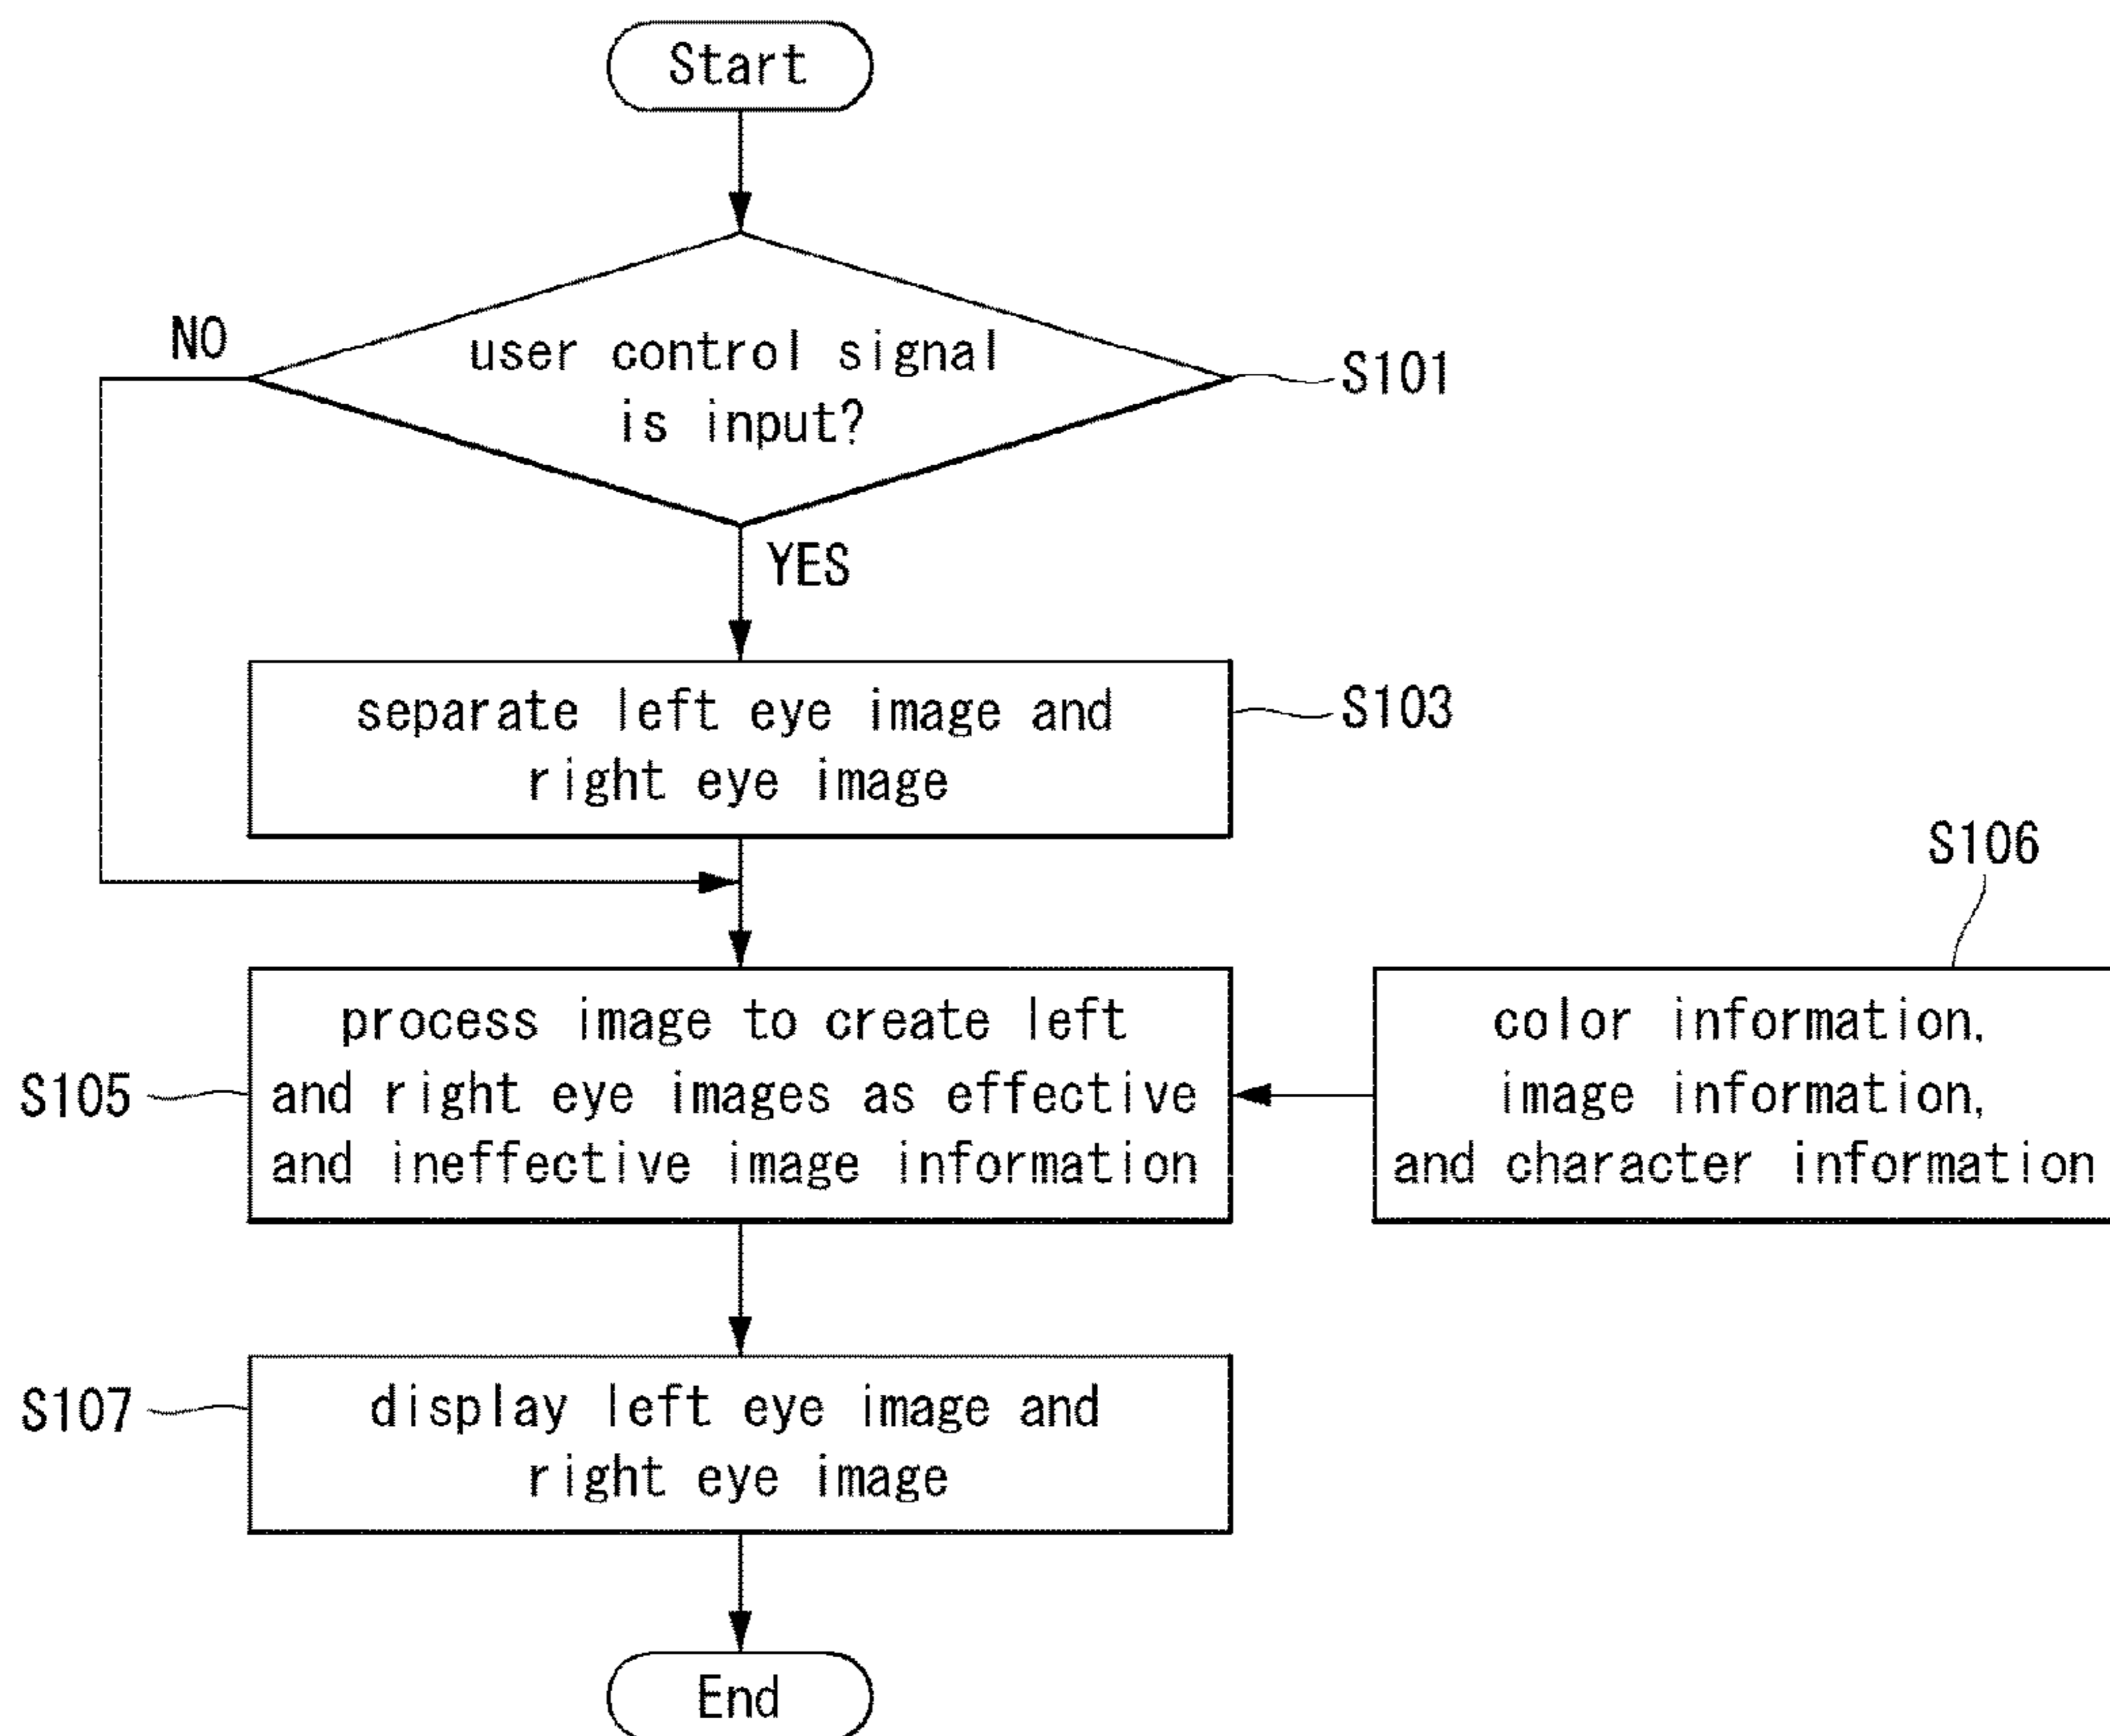 Start
user control signal
is input?
NO
S101
YES
separate left eye image and
right eye image
S103
S106
process image to create left
and right eye images as effective
and ineffective image information
S105
color information,
image information,
and character information
display left eye image and
right eye image
S107
End